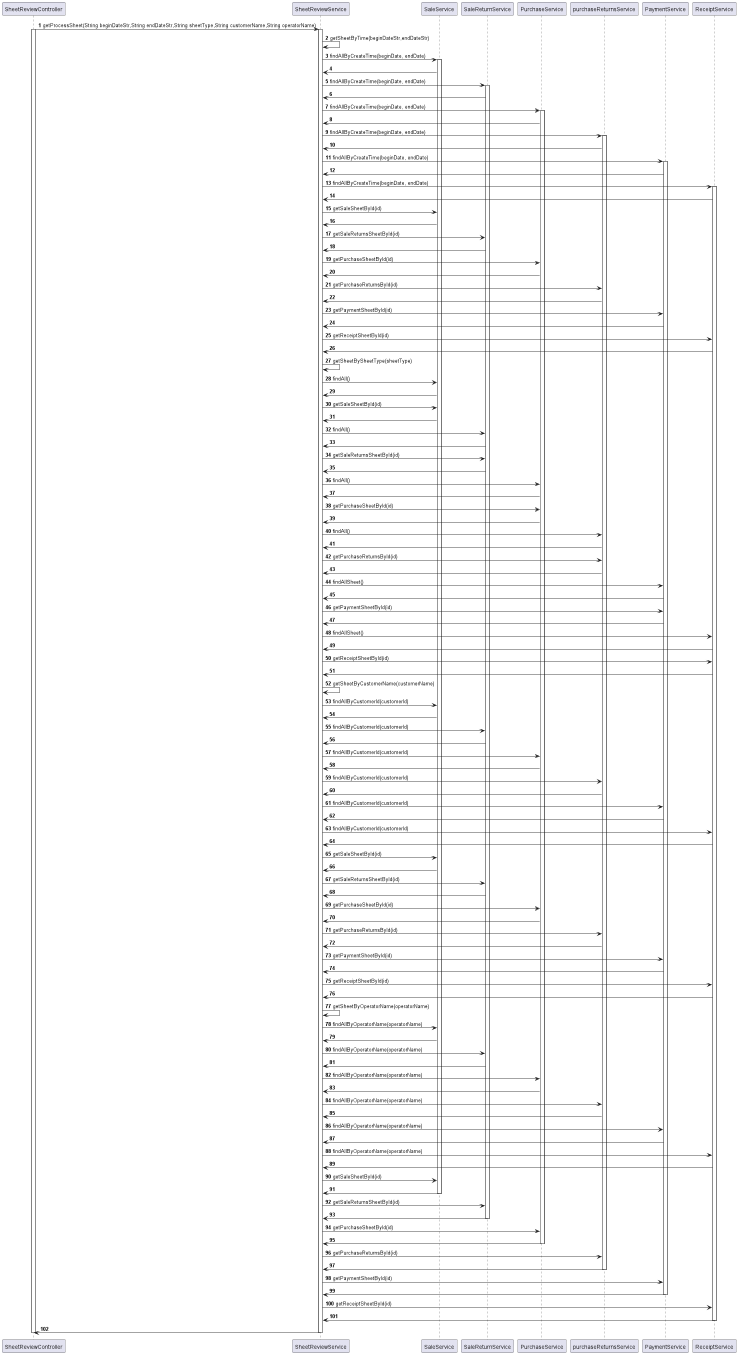 SheetReviewController SheetReviewService SaleService SaleReturnService PurchaseService purchaseReturnsService PaymentService ReceiptService
1 getProcessSheet(String beginDateStr,String endDateStr,String sheetType,String customerName,String operatorName)
2 getSheetByTime(beginDateStr,endDateStr)
3 findAllByCreateTime(beginDate, endDate)
4
5 findAllByCreateTime(beginDate, endDate)
6
7 findAllByCreateTime(beginDate, endDate)
8
9 findAllByCreateTime(beginDate, endDate)
10
11 findAllByCreateTime(beginDate, endDate)
12
13 findAllByCreateTime(beginDate, endDate)
14
15 getSaleSheetById(id)
16
17 getSaleReturnsSheetById(id)
18
19 getPurchaseSheetById(id)
20
21 getPurchaseReturnsById(id)
22
23 getPaymentSheetById(id)
24
25 getReceiptSheetById(id)
26
27 getSheetBySheetType(sheetType)
28 findAll()
29
30 getSaleSheetById(id)
31
32 findAll()
33
34 getSaleReturnsSheetById(id)
35
36 findAll()
37
38 getPurchaseSheetById(id)
39
40 findAll()
41
42 getPurchaseReturnsById(id)
43
44 findAllSheet()
45
46 getPaymentSheetById(id)
47
48 findAllSheet()
49
50 getReceiptSheetById(id)
51
52 getSheetByCustomerName(customerName)
53 findAllByCustomerId(customerId)
54
55 findAllByCustomerId(customerId)
56
57 findAllByCustomerId(customerId)
58
59 findAllByCustomerId(customerId)
60
61 findAllByCustomerId(customerId)
62
63 findAllByCustomerId(customerId)
64
65 getSaleSheetById(id)
66
67 getSaleReturnsSheetById(id)
68
69 getPurchaseSheetById(id)
70
71 getPurchaseReturnsById(id)
72
73 getPaymentSheetById(id)
74
75 getReceiptSheetById(id)
76
77 getSheetByOperatorName(operatorName)
78 findAllByOperatorName(operatorName)
79
80 findAllByOperatorName(operatorName)
81
82 findAllByOperatorName(operatorName)
83
84 findAllByOperatorName(operatorName)
85
86 findAllByOperatorName(operatorName)
87
88 findAllByOperatorName(operatorName)
89
90 getSaleSheetById(id)
91
92 getSaleReturnsSheetById(id)
93
94 getPurchaseSheetById(id)
95
96 getPurchaseReturnsById(id)
97
98 getPaymentSheetById(id)
99
100 getReceiptSheetById(id)
101
102
SheetReviewController SheetReviewService SaleService SaleReturnService PurchaseService purchaseReturnsService PaymentService ReceiptService